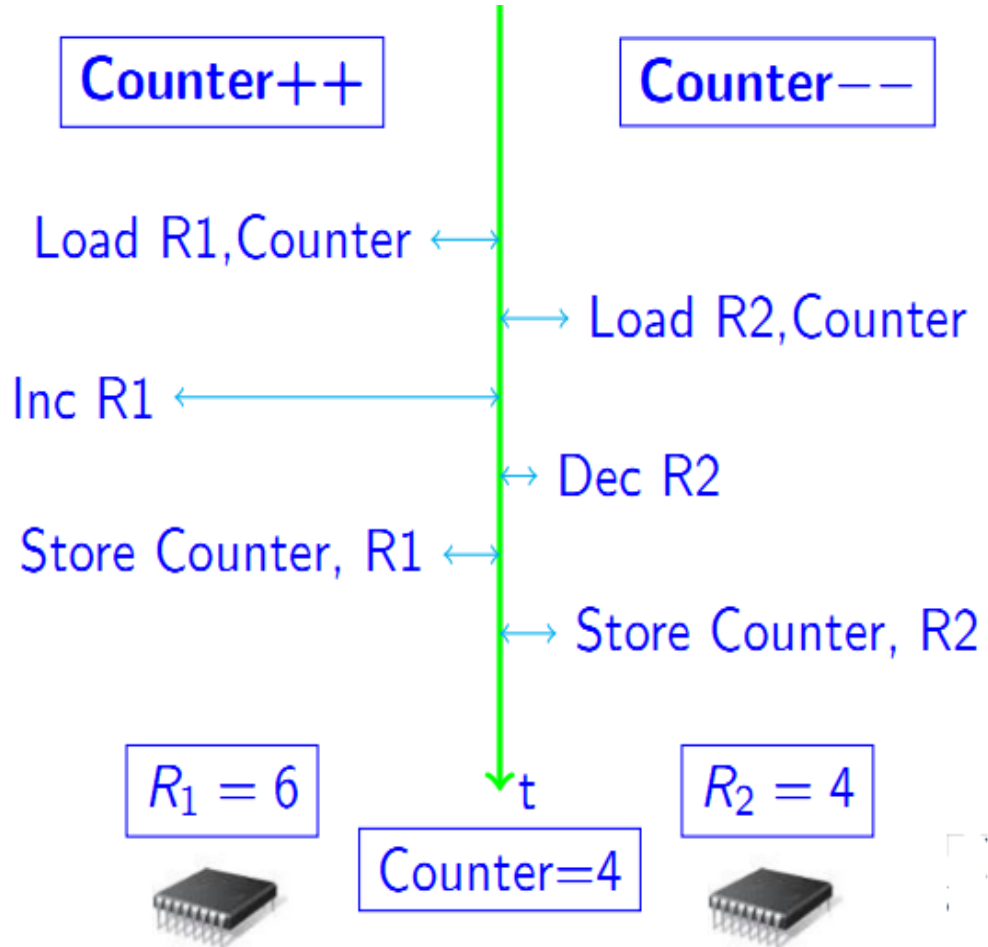 Counter++
Counter−−
Load R1,Counter
Load R2,Counter
Inc R1
Dec R2
Store Counter, R1
Store Counter, R2
t
R₁ = 6
R₂ = 4
Counter=4